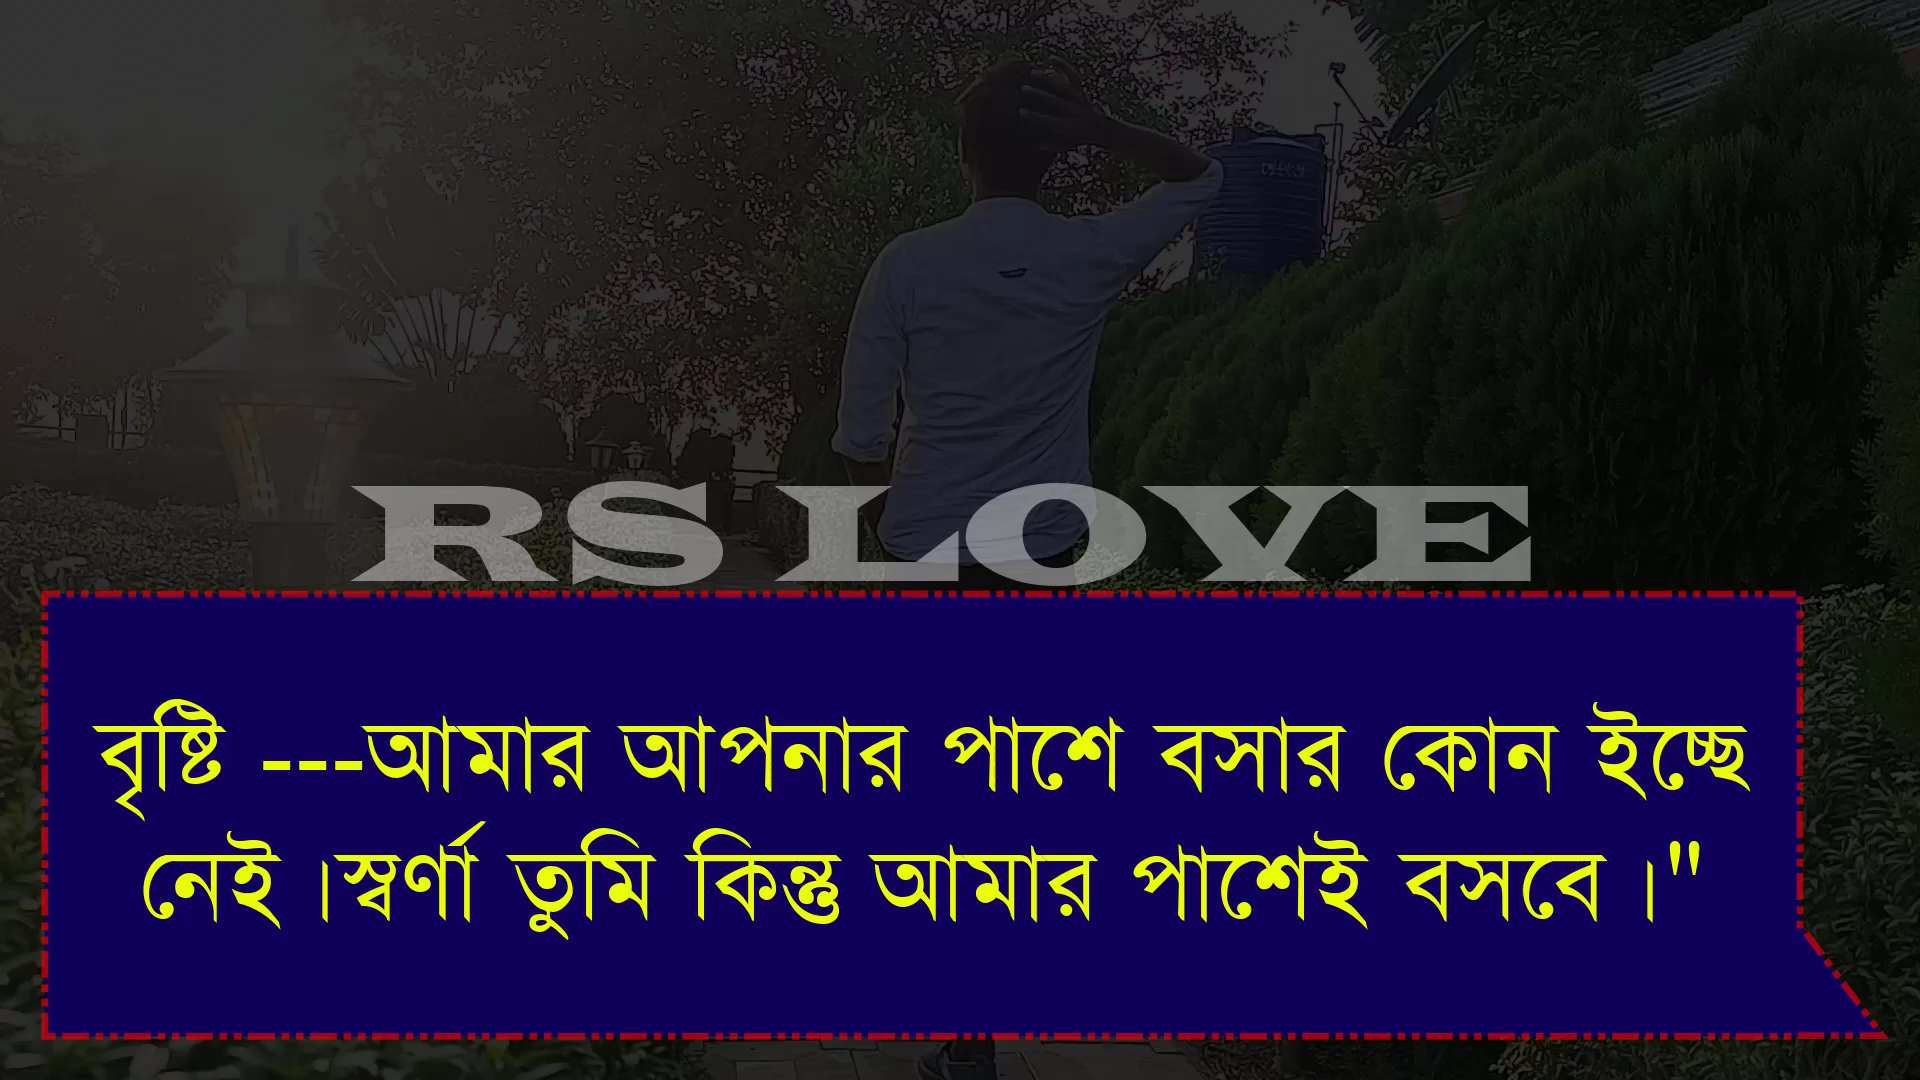 RS LOVE
বৃষ্টি ---আমার আপনার পাশে বসার কোন ইচ্ছে
নেই ।স্বর্ণা তুমি কিন্তু আমার পাশেই বসবে ।"